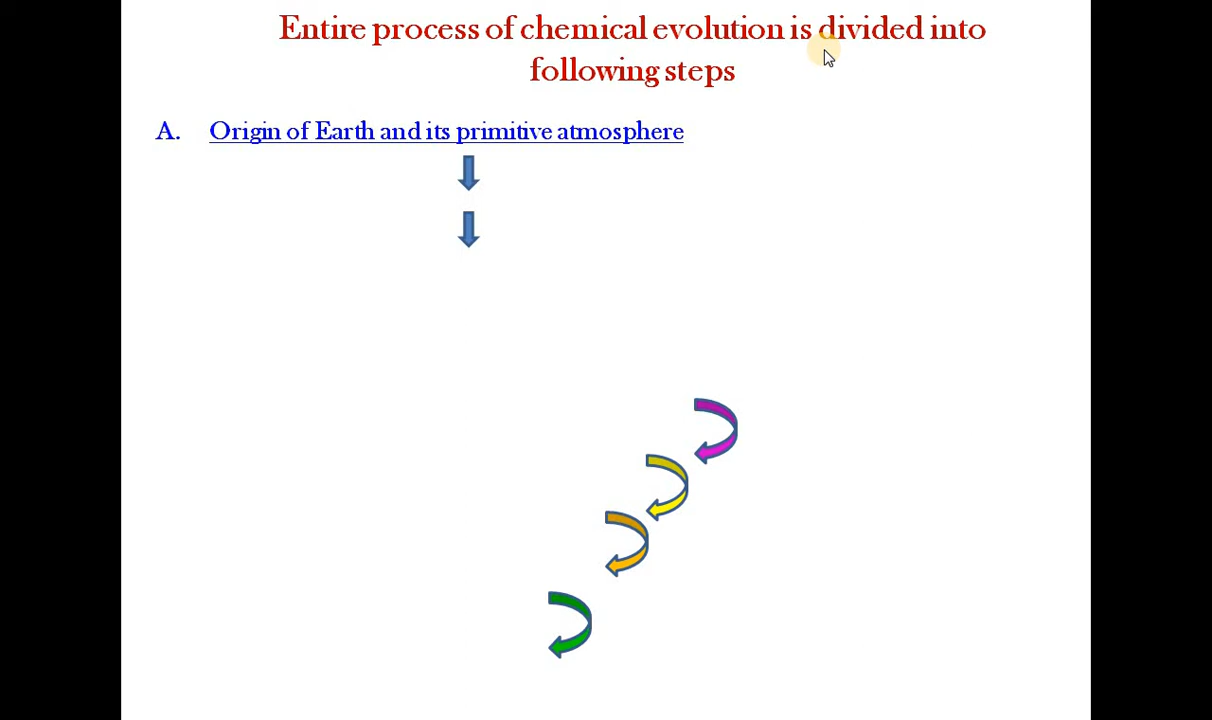 Entire process of chemical evolution is divided into
following steps
A. Origin of Earth and its primitive atmosphere